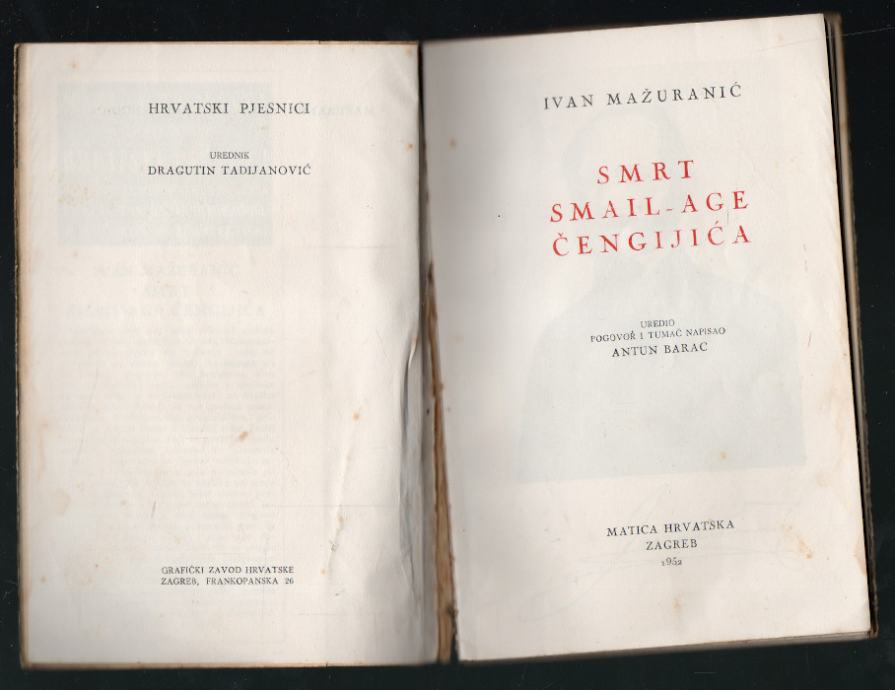 HRVATSKI PJESNICI
UREDNIK
DRAGUTIN TADIJANOVIĆ
GRAFIČKI ZAVOD HRVATSKE
ZAGREB, FRANKOPANSKA 26
IVAN MAŽURANIĆ
SMRT
SMAIL-AGE
ČENGIJIĆA
UREDIO
POGOVOR I TUMAČ NAPISAO
ANTUN BARAC
MATICA HRVATSKA
ZAGREB
1952